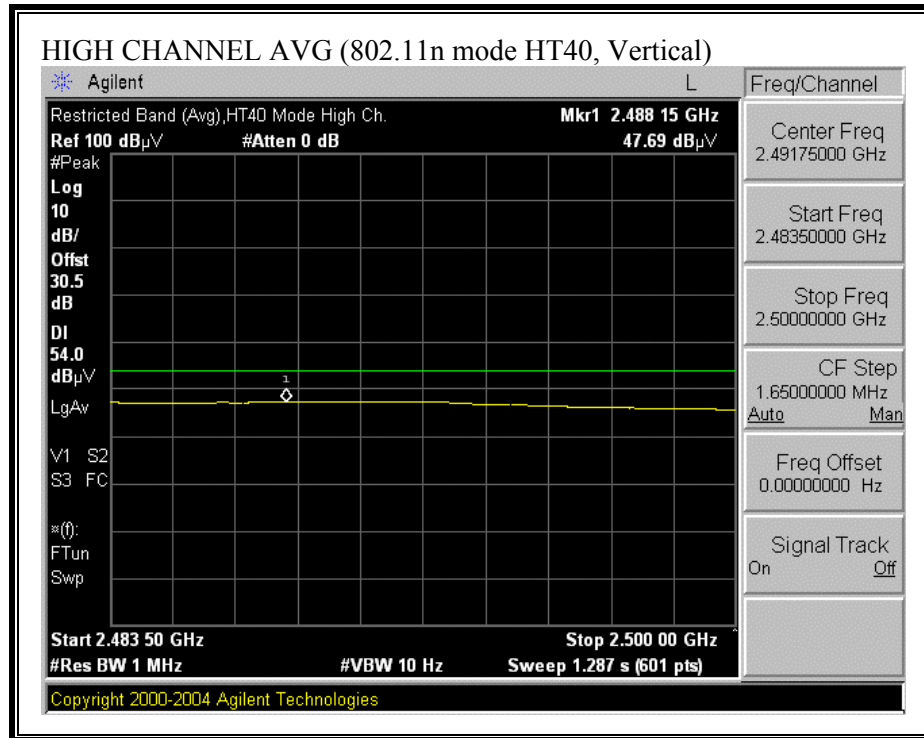 HIGH CHANNEL AVG (802.11n mode HT40, Vertical)
Agilent L
Restricted Band (Avg),HT40 Mode High Ch. Mkr1 2.488 15 GHz
Ref 100 dBµV #Atten 0 dB 47.69 dBµV
#Peak
Log
10
dB/
Offst
30.5
dB
DI
54.0
dBµV
LgAv
V1 S2
S3 FC
¤(f):
FTun
Swp
1
Start 2.483 50 GHz Stop 2.500 00 GHz
#Res BW 1 MHz #VBW 10 Hz Sweep 1.287 s (601 pts)
Copyright 2000-2004 Agilent Technologies
Freq/Channel
Center Freq
2.49175000 GHz
Start Freq
2.48350000 GHz
Stop Freq
2.50000000 GHz
CF Step
1.65000000 MHz
Auto Man
Freq Offset
0.00000000 Hz
Signal Track
On Off